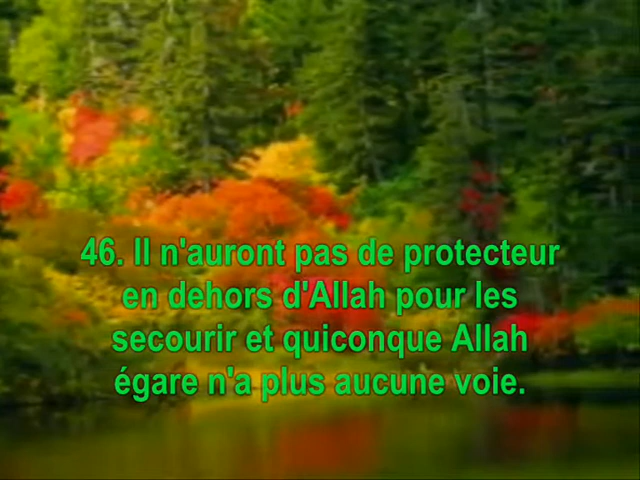 46. Il n'auront pas de protecteur
en dehors d'Allah pour les
secourir et quiconque Allah
égare n'a plus aucune voie.